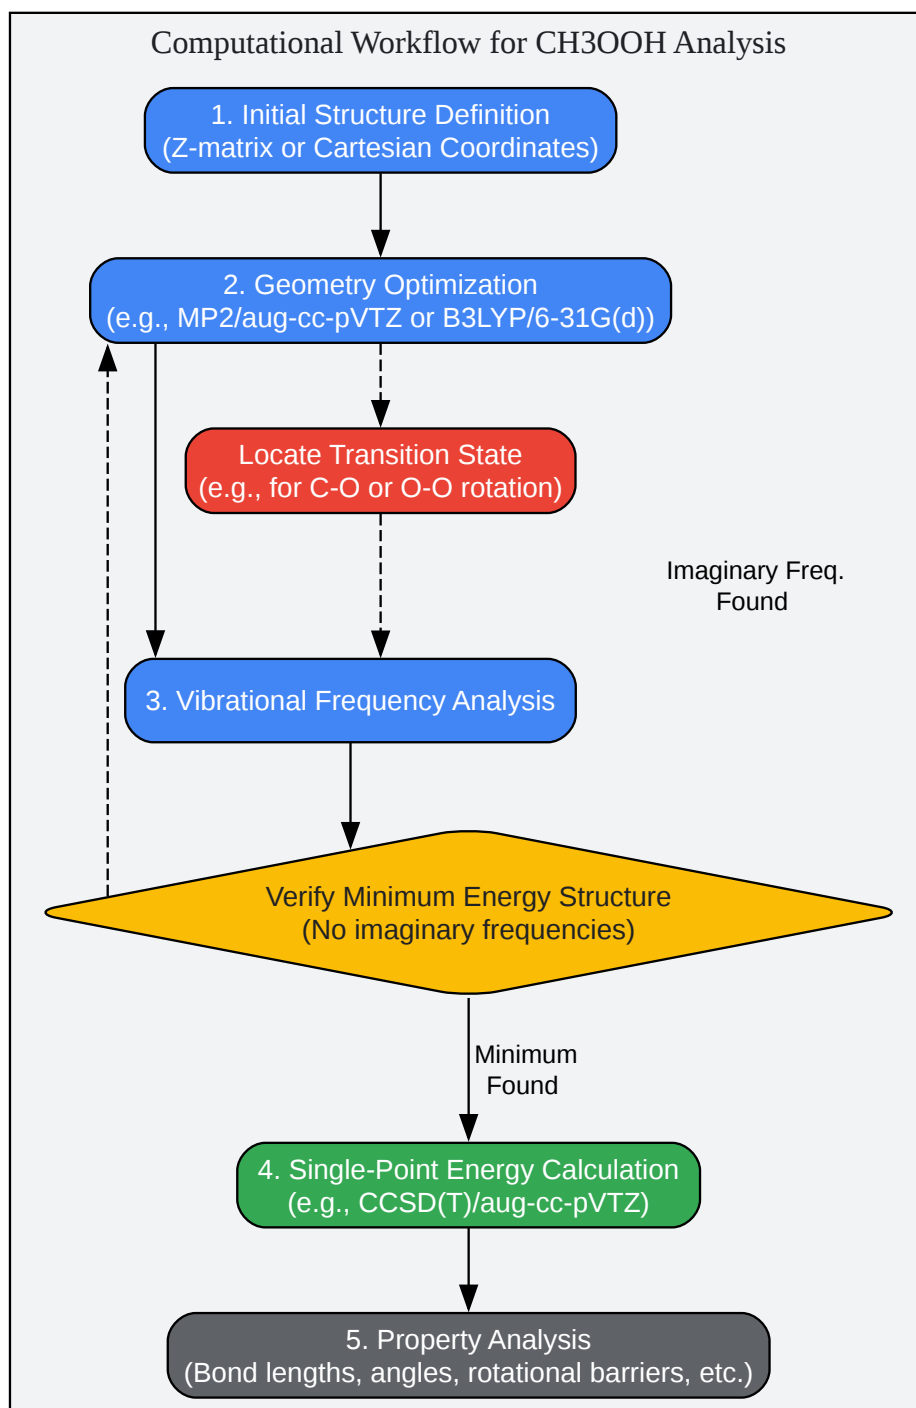 Computational Workflow for CH3OOH Analysis
1. Initial Structure Definition
(Z-matrix or Cartesian Coordinates)
2. Geometry Optimization
(e.g., MP2/aug-cc-pVTZ or B3LYP/6-31G(d))
Locate Transition State
(e.g., for C-O or O-O rotation)
Imaginary Freq.
Found
3. Vibrational Frequency Analysis
Verify Minimum Energy Structure
(No imaginary frequencies)
Minimum
Found
4. Single-Point Energy Calculation
(e.g., CCSD(T)/aug-cc-pVTZ)
5. Property Analysis
(Bond lengths, angles, rotational barriers, etc.)